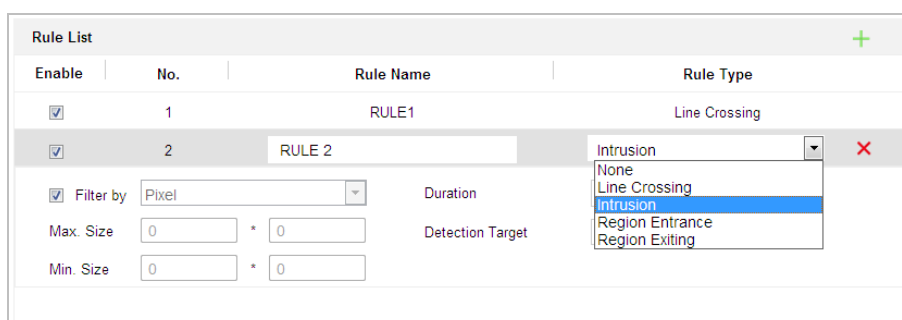 Rule List
Enable No. Rule Name Rule Type
1 RULE1 Line Crossing
2 RULE 2 Intrusion
None
Filter by Pixel Duration Line Crossing
Intrusion
Max. Size 0 * 0 Detection Target Region Entrance
Region Exiting
Min. Size 0 * 0